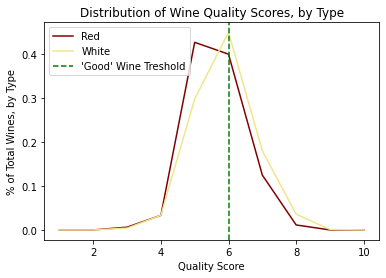 Distribution of Wine Quality Scores, by Type
Red
White
'Good' Wine Treshold
% of Total Wines, by Type
0.4
0.3
0.2
0.1
0.0
2 4 6 8 10
Quality Score